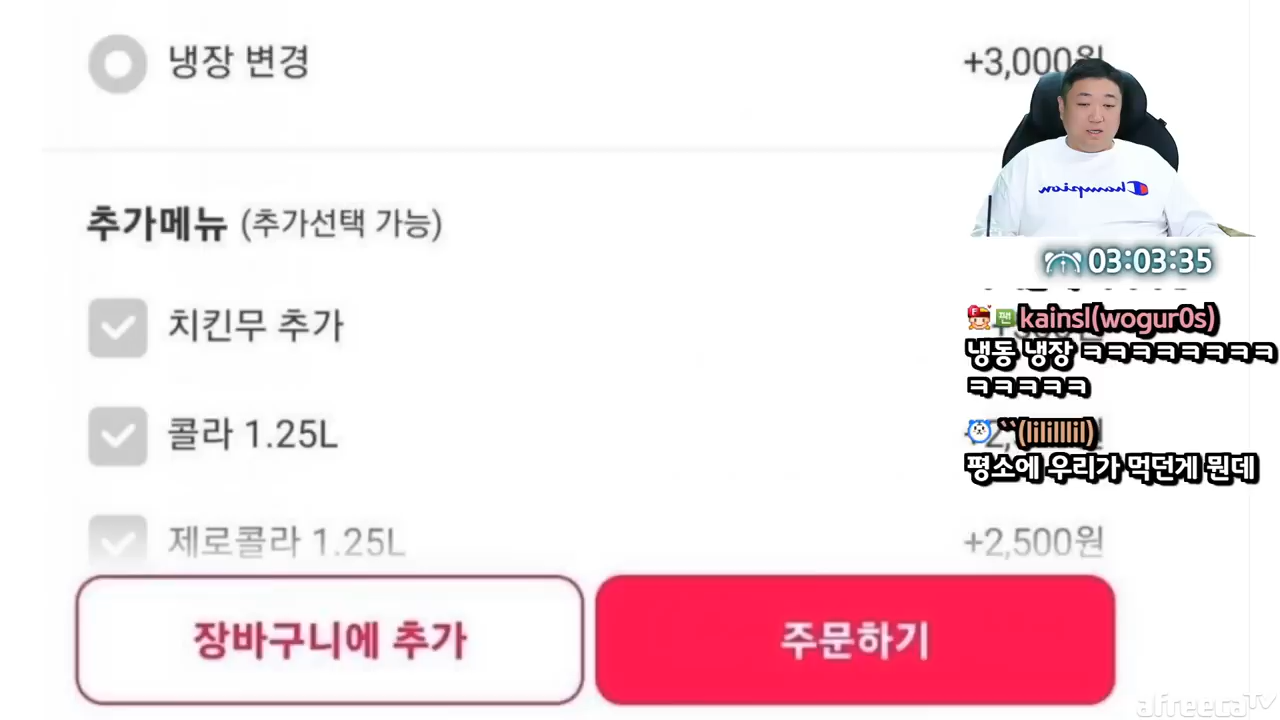 냉장 변경
+3,000원
Champion
추가메뉴 (추가선택 가능)
03:03:35
치킨무 추가
kainsl(wogur0s)
냉동 냉장 ㅋㅋㅋㅋㅋㅋㅋㅋ
ㅋㅋㅋㅋㅋ
콜라 1.25L
평소에 우리가 먹던게 뭔데
제로콜라 1.25L
+2,500원
장바구니에 추가
주문하기
afreecaTV